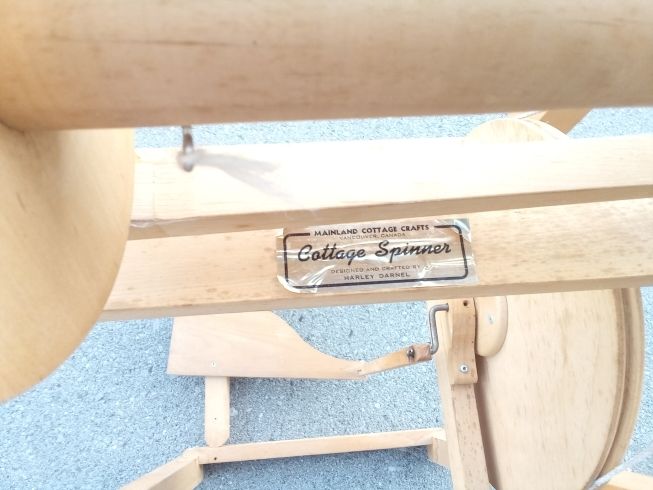 MAINLAND COTTAGE CRAFTS
VANCOUVER, CANADA
Cottage Spinner
DESIGNED AND CRAFTED BY
HARLEY DARNEL